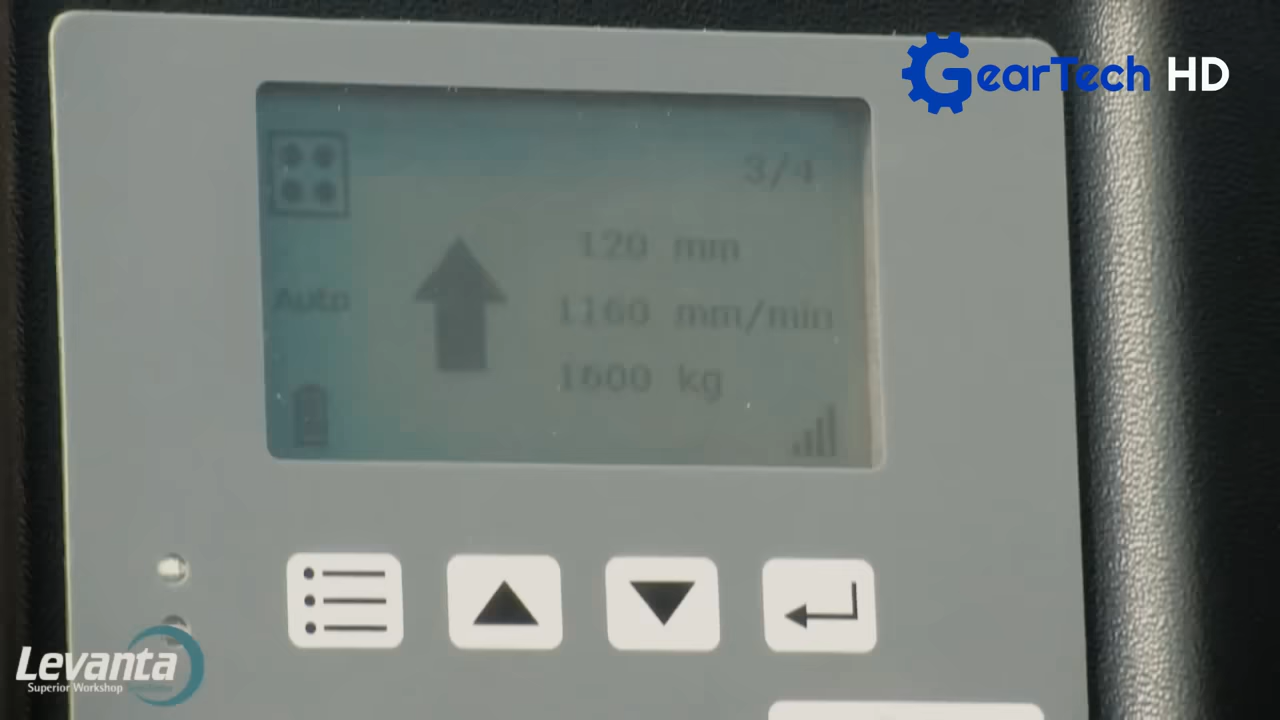 GearTech HD
3/4
120 mm
Auto
1160 mm/min
1600 kg
Levanta
Superior Workshop